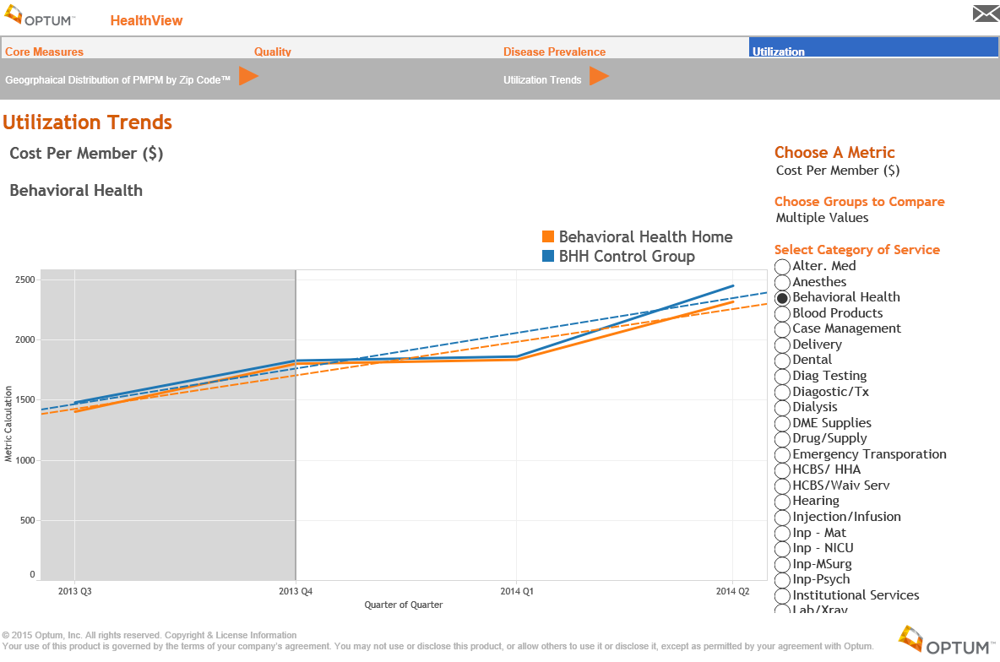 OPTUM™
HealthView
Core Measures
Quality
Disease Prevalence
Utilization
Geogrphaical Distribution of PMPM by Zip Code™
Utilization Trends
Utilization Trends
Cost Per Member ($)
Behavioral Health
Behavioral Health Home
BHH Control Group
2500
2000
1500
1000
500
0
Metric Calculation
2013 Q3
2013 Q4
2014 Q1
2014 Q2
Quarter of Quarter
Choose A Metric
Cost Per Member ($)
Choose Groups to Compare
Multiple Values
Select Category of Service
Alter. Med
Anesthes
Behavioral Health
Blood Products
Case Management
Delivery
Dental
Diag Testing
Diagostic/Tx
Dialysis
DME Supplies
Drug/Supply
Emergency Transporation
HCBS/ HHA
HCBS/Waiv Serv
Hearing
Injection/Infusion
Inp - Mat
Inp - NICU
Inp-MSurg
Inp-Psych
Institutional Services
Lab/Xray
© 2015 Optum, Inc. All rights reserved. Copyright & License Information
Your use of this product is governed by the terms of your company's agreement. You may not use or disclose this product, or allow others to use it or disclose it, except as permitted by your agreement with Optum.
OPTUM™